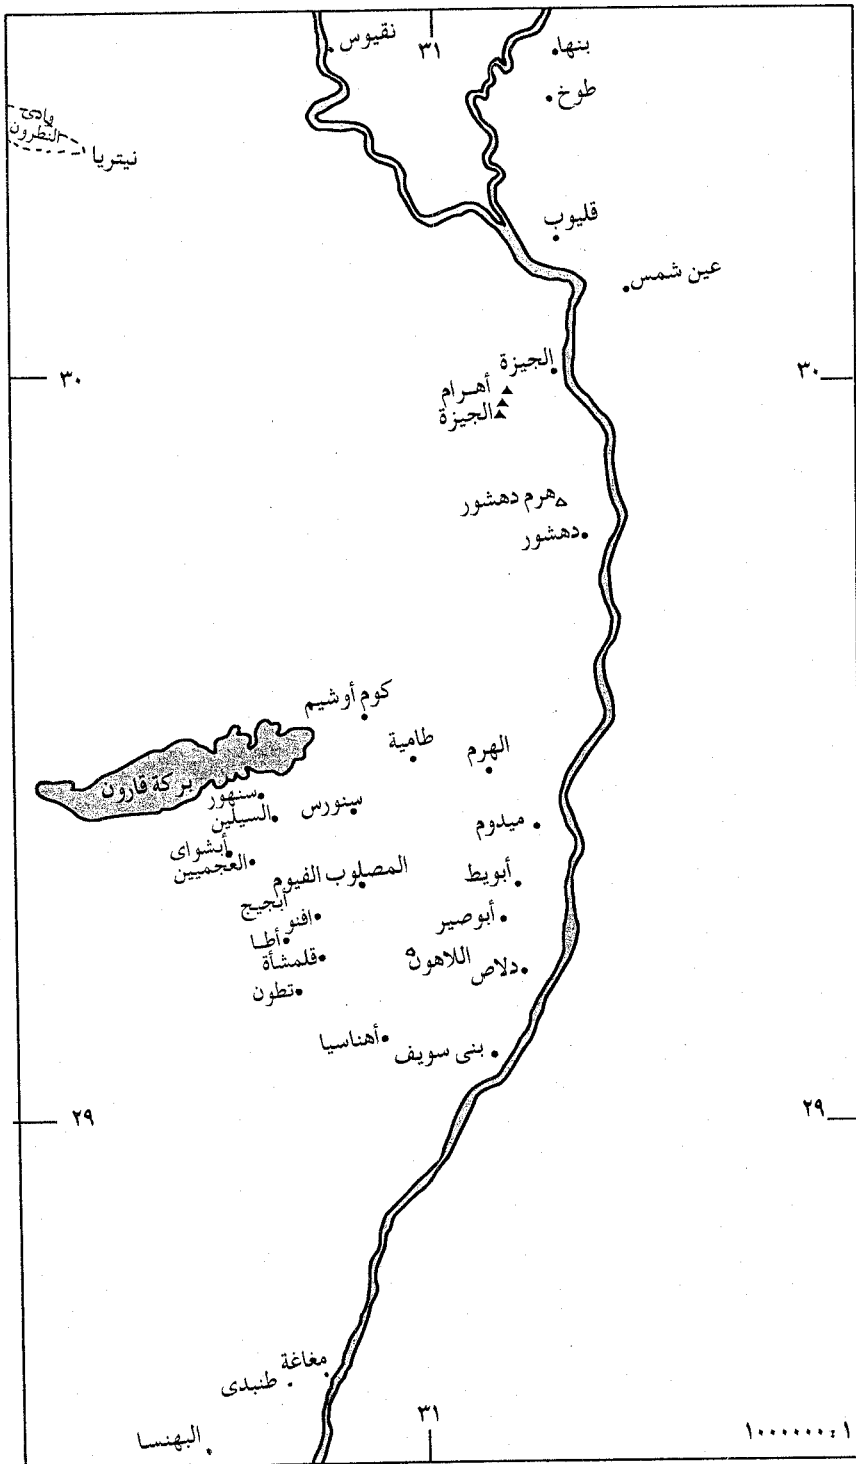 نقيوس
٣١
بنها
طوخ
وادى
النطرون
نيتريا
قليوب
عين شمس
الجيزة
٣٠
٣٠
أهرام
الجيزة
هرم دهشور
دهشور
كوم أوشيم
طامية
الهرم
بركة قارون
سنهور
السيلين
سنورس
ميدوم
أبشواى
العجميين
المصلوب الفيوم
أبويط
أبجيج
افنو
أبوصير
أطا
قلمشأة
اللاهون
دلاص
تطون
أهناسيا
بنى سويف
٢٩
٢٩
مغاغة
طنبدى
٣١
البهنسا
١:١٠٠٠٠٠٠